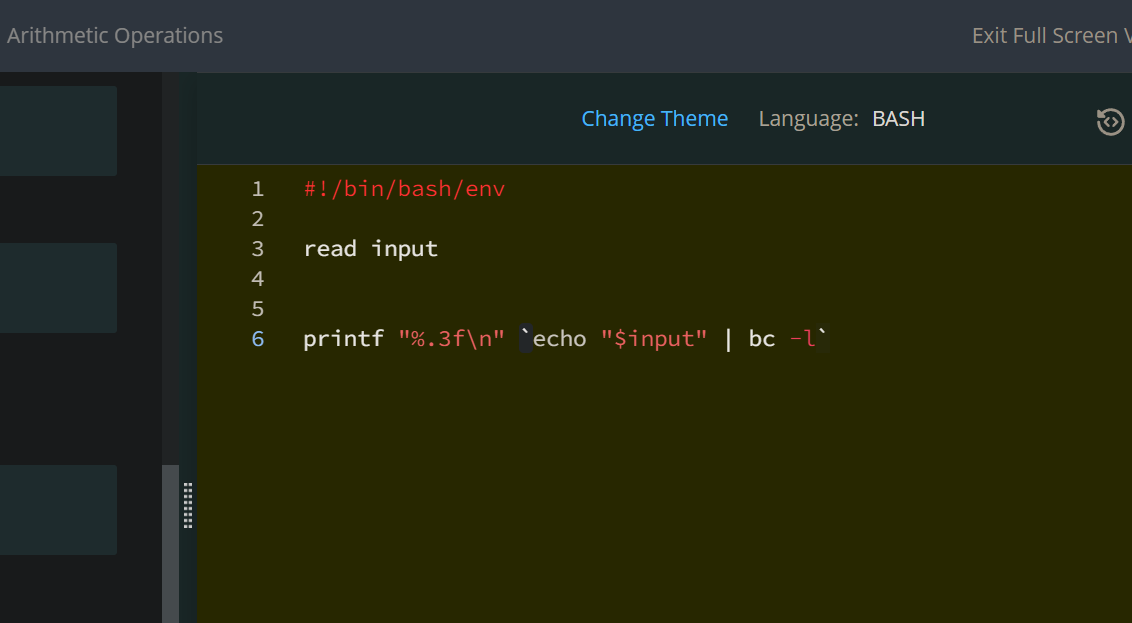 Arithmetic Operations
Exit Full Screen V
Change Theme Language: BASH
1 #!/bin/bash/env
2
3 read input
4
5
6 printf "%.3f\n" `echo "$input" | bc -l`